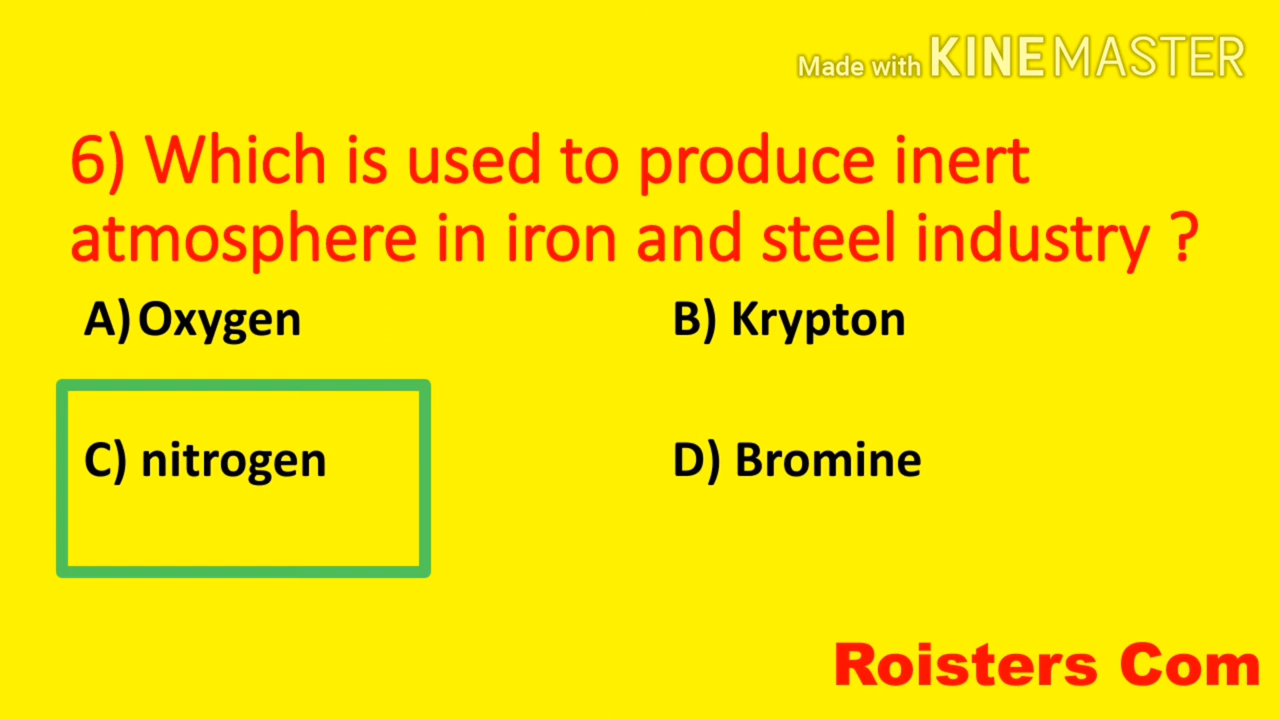 Made with KINEMASTER
6) Which is used to produce inert
atmosphere in iron and steel industry ?
A) Oxygen
B) Krypton
C) nitrogen
D) Bromine
Roisters Com